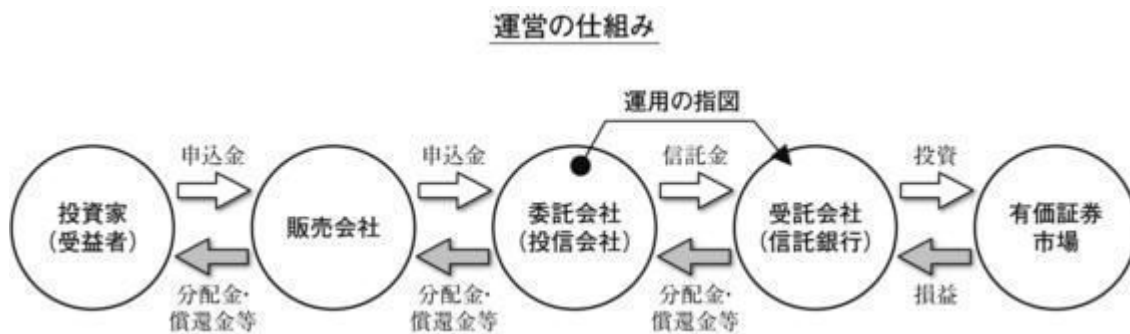 運営の仕組み
運用の指図
申込金
申込金
信託金
投資
投資家
（受益者）
販売会社
委託会社
（投信会社）
受託会社
（信託銀行）
有価証券
市場
分配金・
償還金等
分配金・
償還金等
分配金・
償還金等
損益